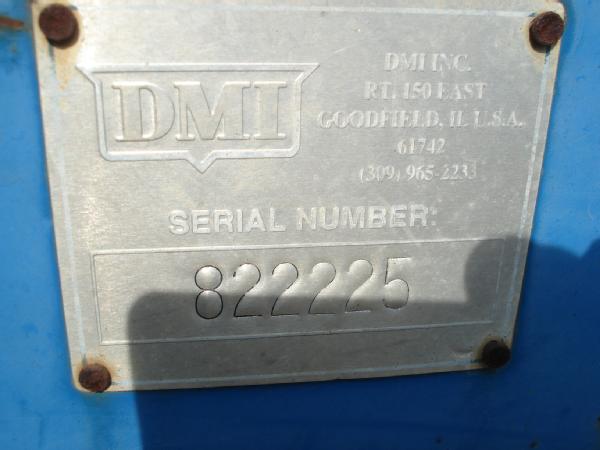 DMI
DMI INC.
RT. 150 EAST
GOODFIELD, IL U.S.A.
61742
(309) 965-2233
SERIAL NUMBER:
822225